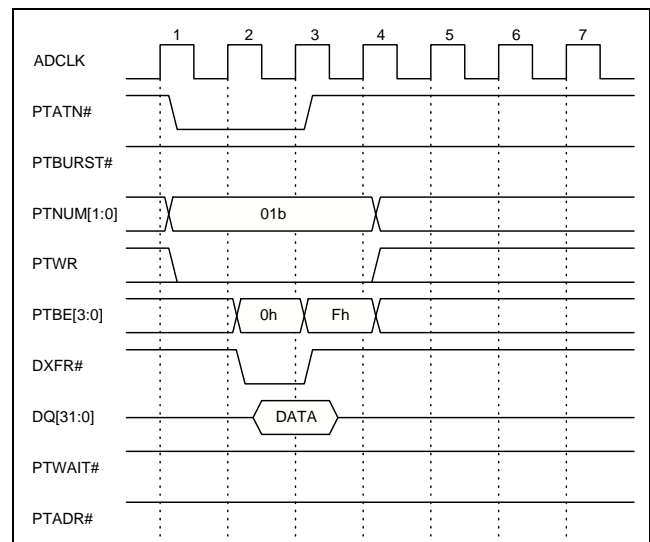 1 2 3 4 5 6 7
ADCLK
PTATN#
PTBURST#
PTNUM[1:0] 01b
PTWR
PTBE[3:0] 0h Fh
DXFR#
DQ[31:0] DATA
PTWAIT#
PTADR#